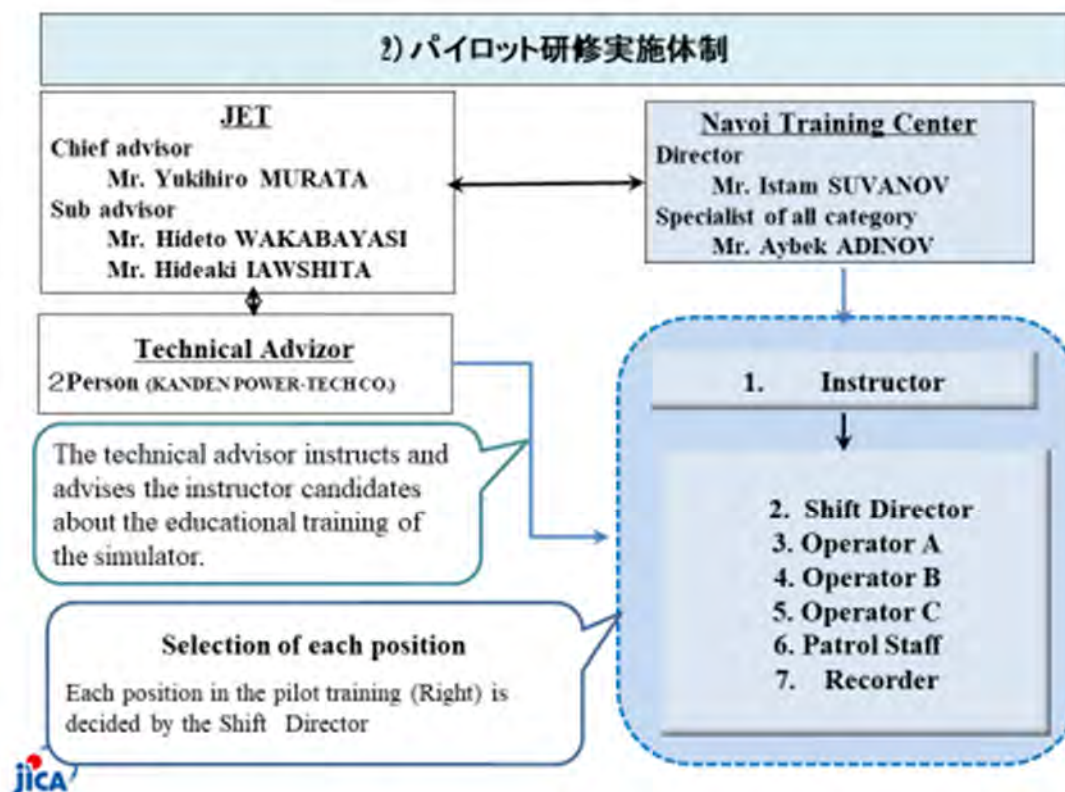 2) パイロット研修実施体制
JET
Chief advisor
Mr. Yukihiro MURATA
Sub advisor
Mr. Hideto WAKABAYASI
Mr. Hideaki IAWSHITA
Navoi Training Center
Director
Mr. Istam SUVANOV
Specialist of all category
Mr. Aybek ADINOV
Technical Advizor
2Person (KANDEN POWER-TECH CO.)
The technical advisor instructs and
advises the instructor candidates
about the educational training of
the simulator.
Selection of each position
Each position in the pilot training (Right) is
decided by the Shift Director
1. Instructor
2. Shift Director
3. Operator A
4. Operator B
5. Operator C
6. Patrol Staff
7. Recorder
jICA